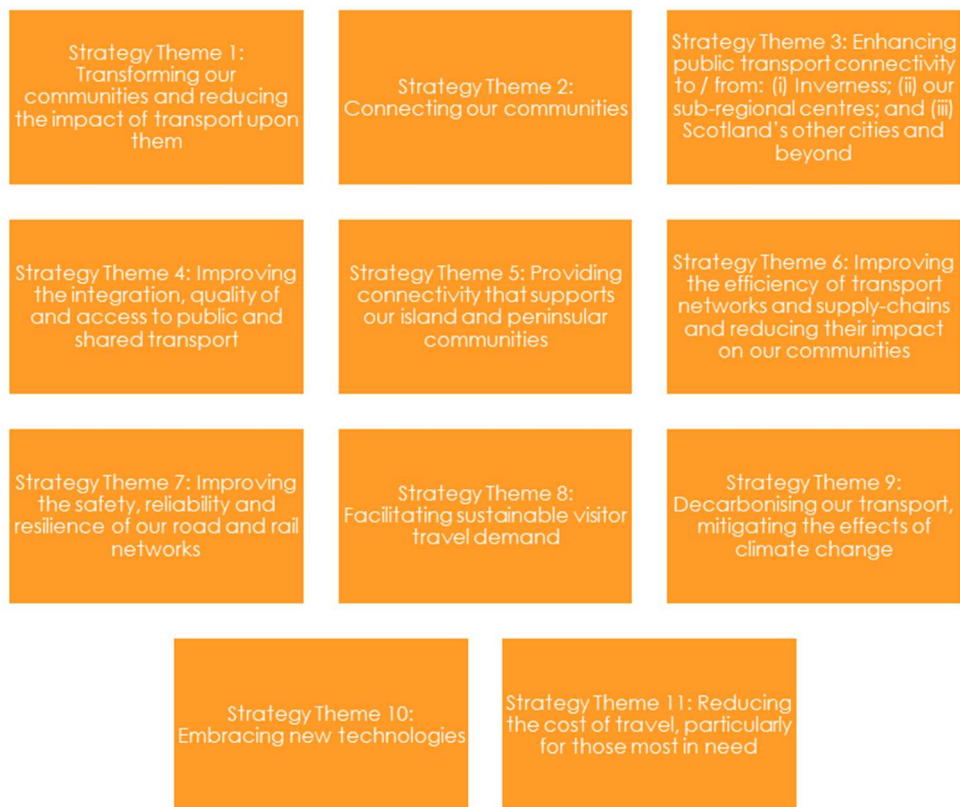 Strategy Theme 1:
Transforming our
communities and reducing
the impact of transport upon
them
Strategy Theme 2:
Connecting our communities
Strategy Theme 3: Enhancing
public transport connectivity
to / from: (i) Inverness; (ii) our
sub-regional centres; and (iii)
Scotland's other cities and
beyond
Strategy Theme 4: Improving
the integration, quality of
and access to public and
shared transport
Strategy Theme 5: Providing
connectivity that supports
our island and peninsular
communities
Strategy Theme 6: Improving
the efficiency of transport
networks and supply-chains
and reducing their impact
on our communities
Strategy Theme 7: Improving
the safety, reliability and
resilience of our road and rail
networks
Strategy Theme 8:
Facilitating sustainable visitor
travel demand
Strategy Theme 9:
Decarbonising our transport,
mitigating the effects of
climate change
Strategy Theme 10:
Embracing new technologies
Strategy Theme 11: Reducing
the cost of travel, particularly
for those most in need